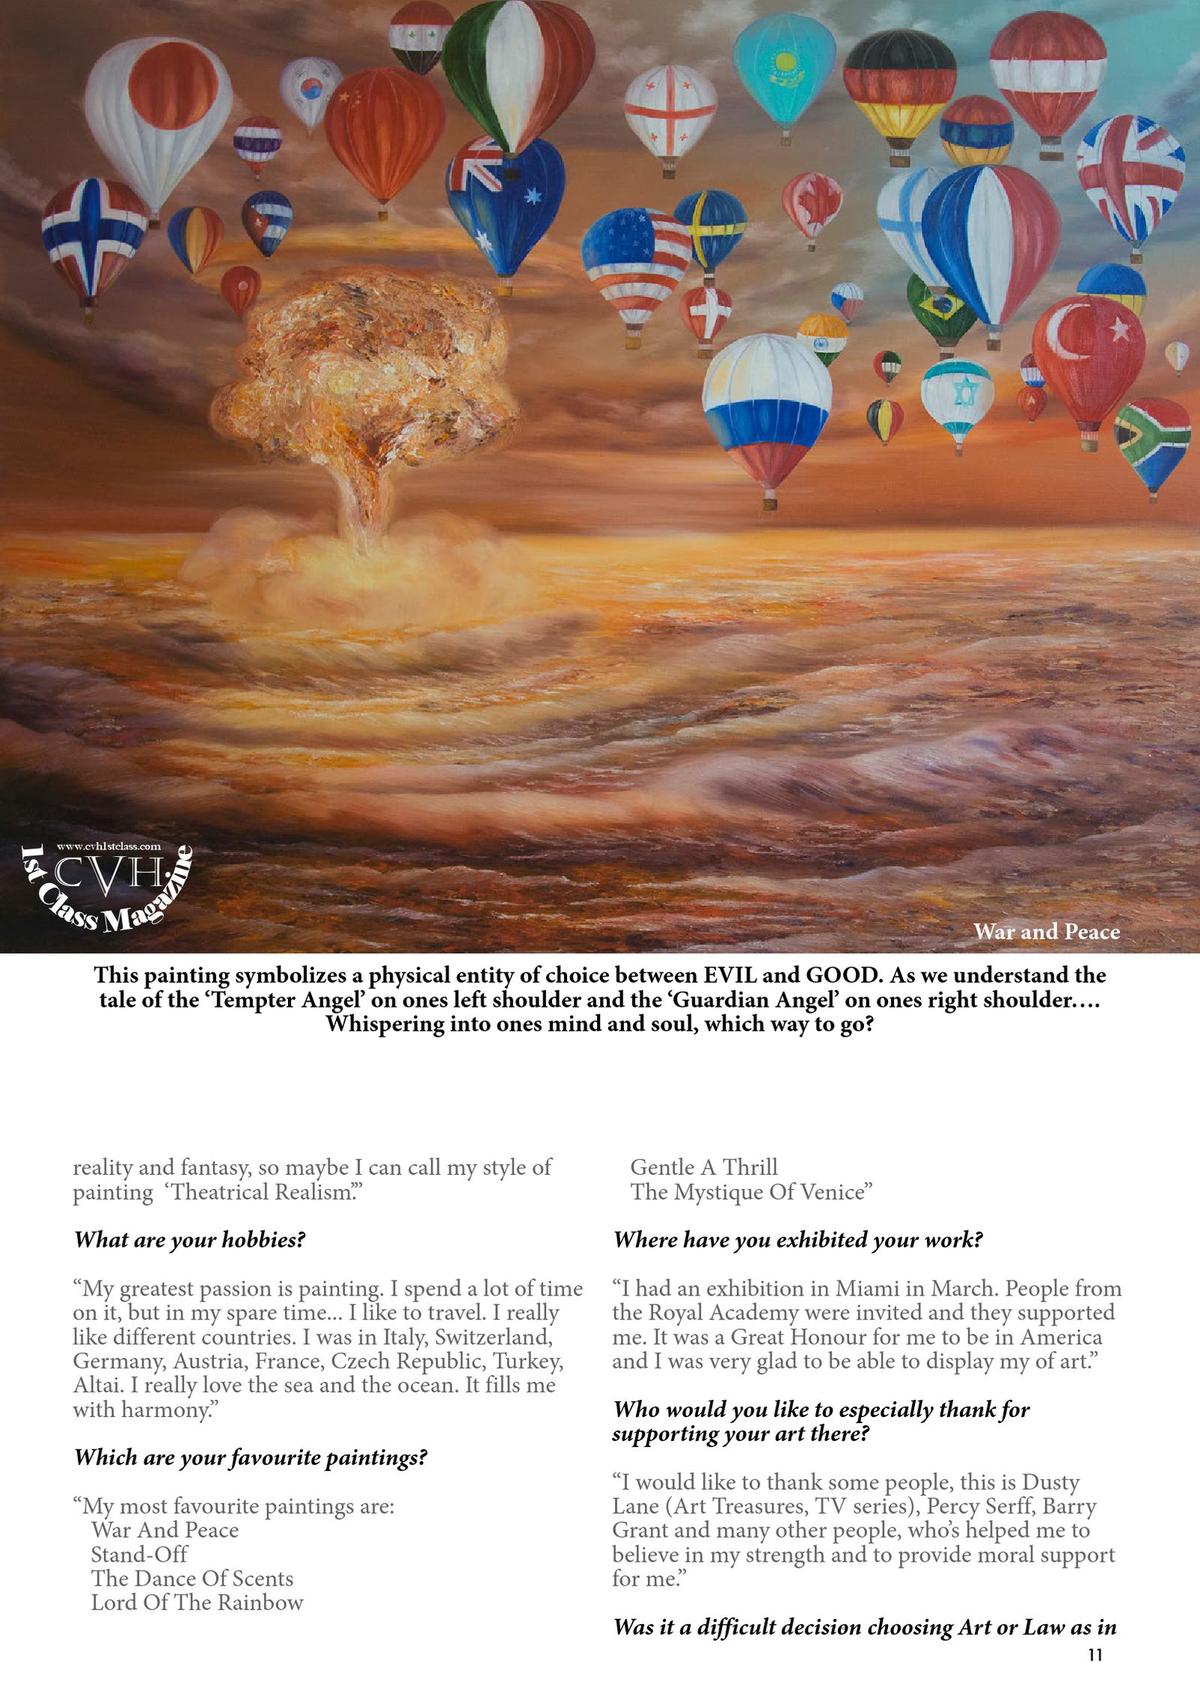 www.cvh1stclass.com
CVH
1st Class Magazine
War and Peace
This painting symbolizes a physical entity of choice between EVIL and GOOD. As we understand the
tale of the ‘Tempter Angel’ on ones left shoulder and the ‘Guardian Angel’ on ones right shoulder….
Whispering into ones mind and soul, which way to go?
reality and fantasy, so maybe I can call my style of
painting ‘Theatrical Realism’.”
What are your hobbies?
“My greatest passion is painting. I spend a lot of time
on it, but in my spare time... I like to travel. I really
like different countries. I was in Italy, Switzerland,
Germany, Austria, France, Czech Republic, Turkey,
Altai. I really love the sea and the ocean. It fills me
with harmony.”
Which are your favourite paintings?
“My most favourite paintings are:
War And Peace
Stand-Off
The Dance Of Scents
Lord Of The Rainbow
Gentle A Thrill
The Mystique Of Venice”
Where have you exhibited your work?
“I had an exhibition in Miami in March. People from
the Royal Academy were invited and they supported
me. It was a Great Honour for me to be in America
and I was very glad to be able to display my of art.”
Who would you like to especially thank for
supporting your art there?
“I would like to thank some people, this is Dusty
Lane (Art Treasures, TV series), Percy Serff, Barry
Grant and many other people, who’s helped me to
believe in my strength and to provide moral support
for me.”
Was it a difficult decision choosing Art or Law as in
11